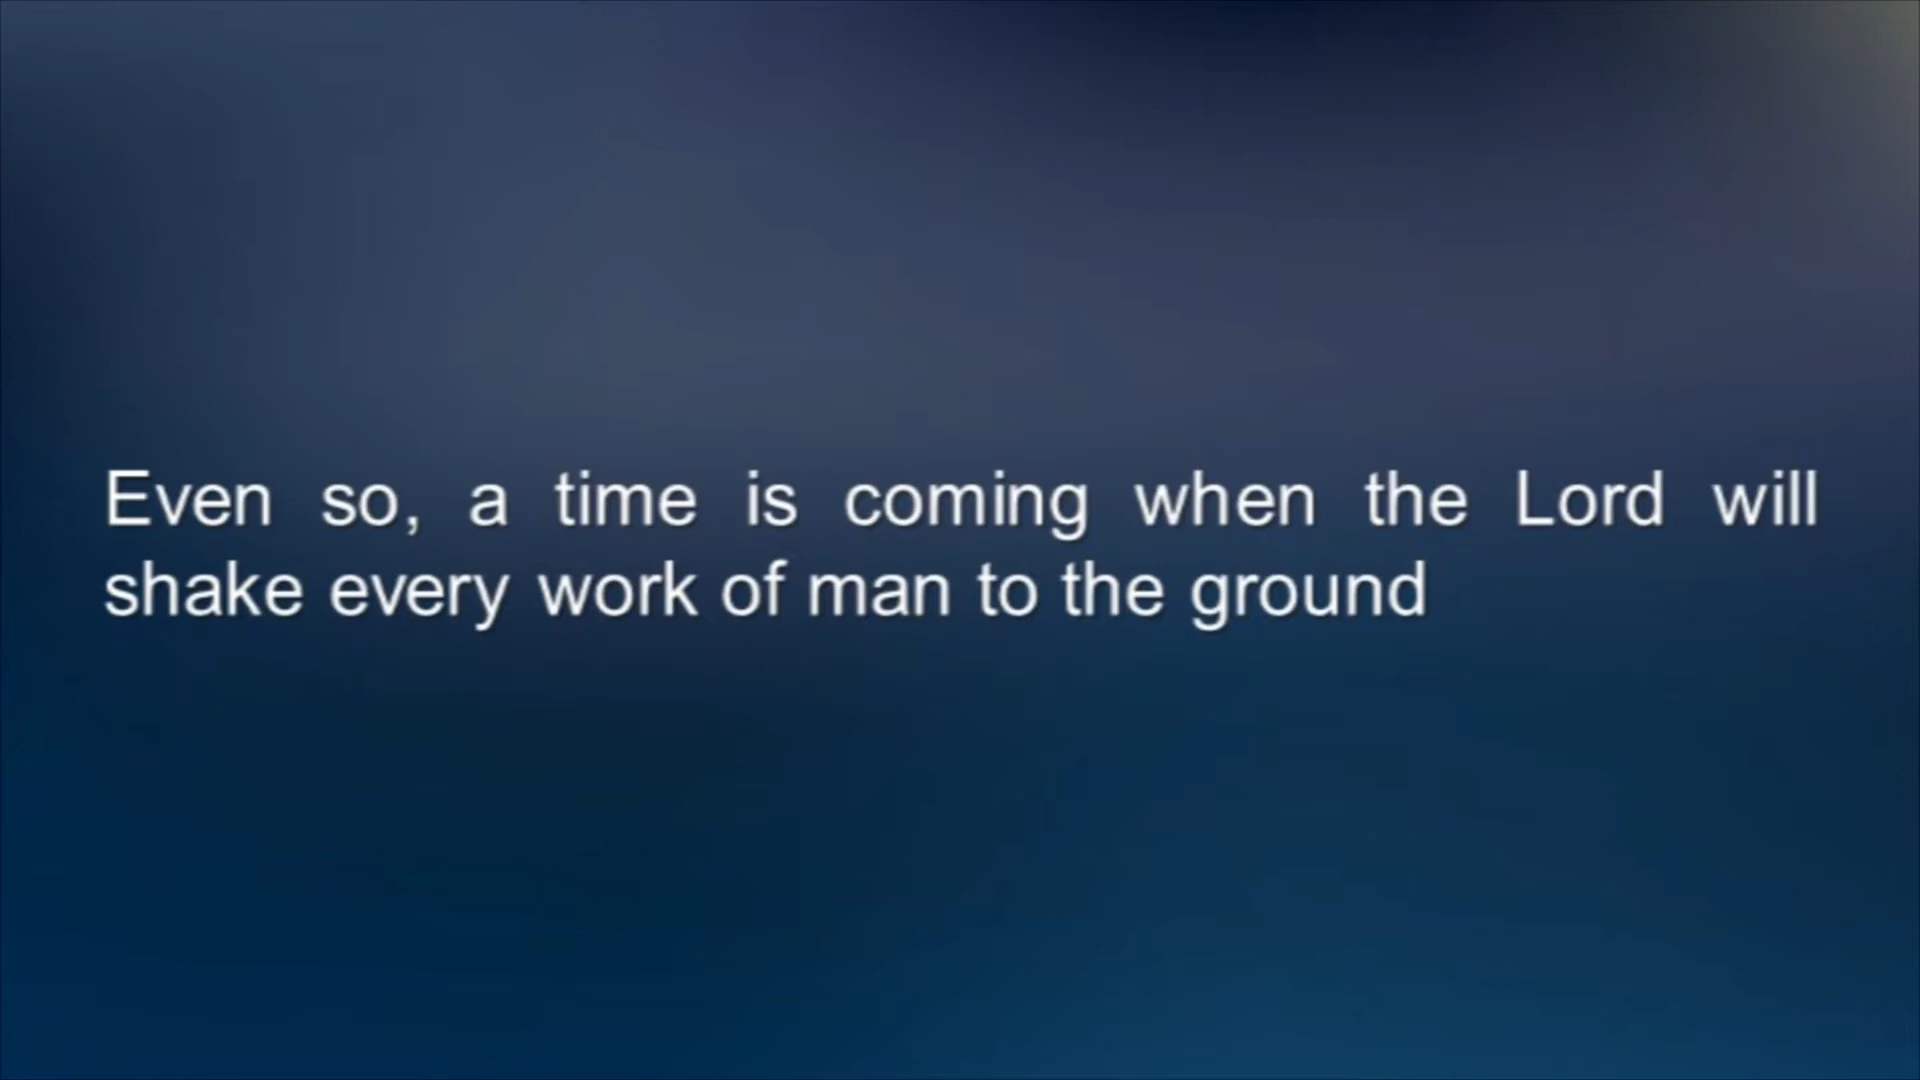 Even so, a time is coming when the Lord will
shake every work of man to the ground